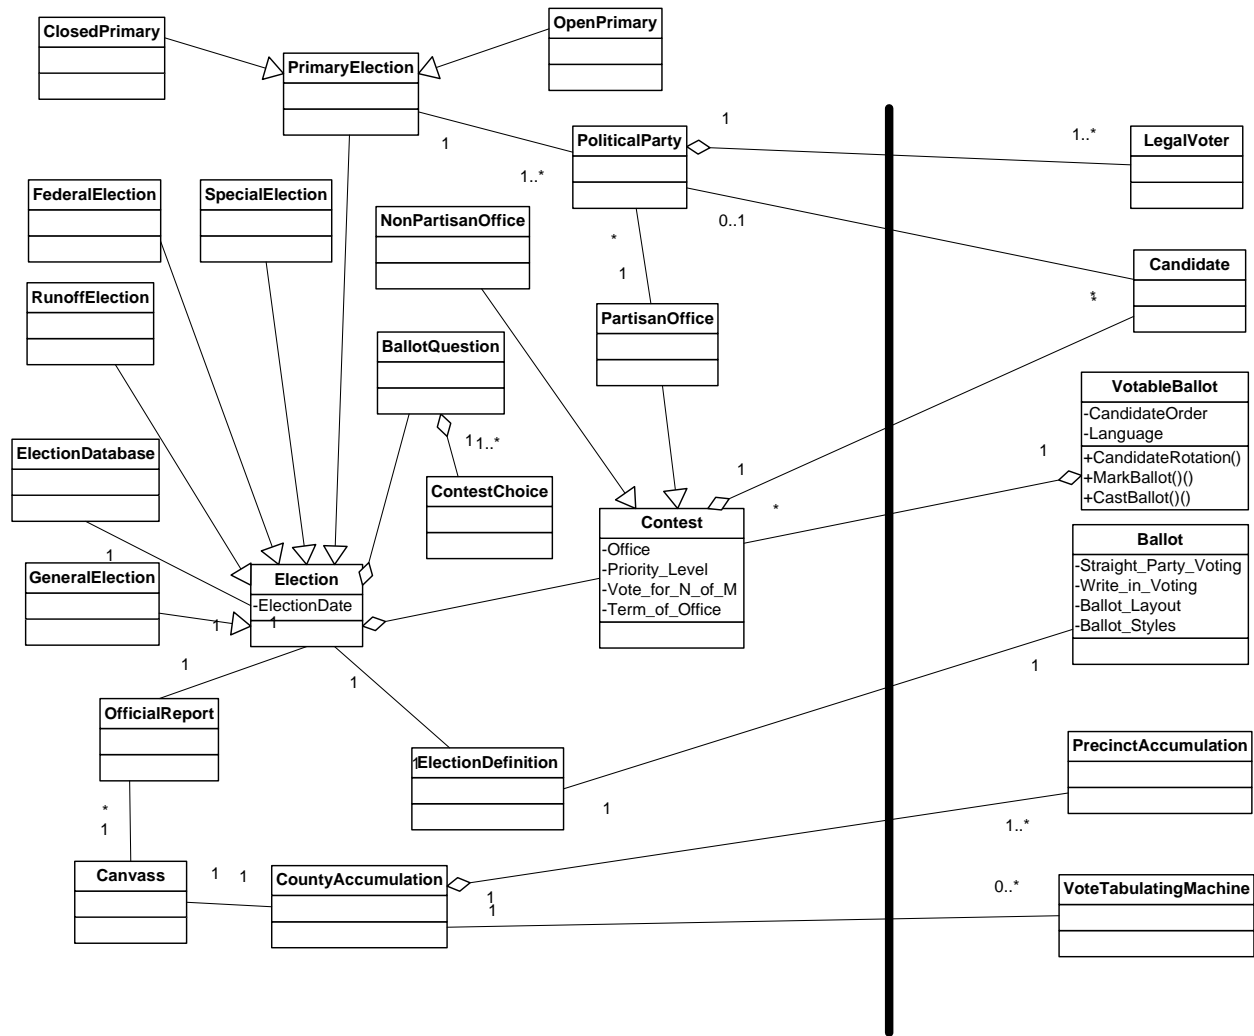 ClosedPrimary
OpenPrimary
PrimaryElection
1
1..*
PoliticalParty
1
1..*
LegalVoter
FederalElection
SpecialElection
NonPartisanOffice
0..1
*
1
Candidate
*
*
RunoffElection
PartisanOffice
BallotQuestion
VotableBallot
-CandidateOrder
-Language
+CandidateRotation()
+MarkBallot()()
+CastBallot()()
1
1
1..*
ElectionDatabase
ContestChoice
1
*
Contest
-Office
-Priority_Level
-Vote_for_N_of_M
-Term_of_Office
Ballot
-Straight_Party_Voting
-Write_in_Voting
-Ballot_Layout
-Ballot_Styles
1
GeneralElection
Election
-ElectionDate
1
1
1
1
1
OfficialReport
1
ElectionDefinition
1
PrecinctAccumulation
*
1
1..*
Canvass
1
1
CountyAccumulation
1
1
0..*
VoteTabulatingMachine